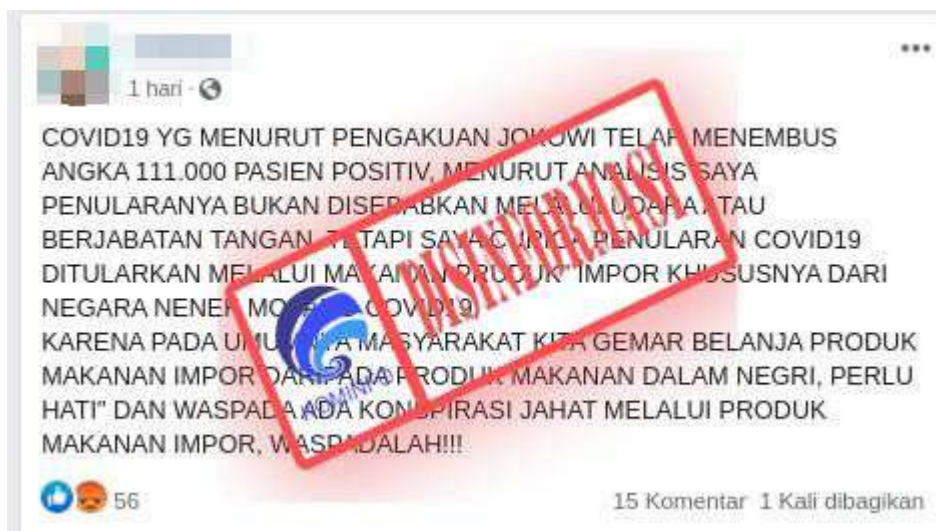 1 hari
COVID19 YG MENURUT PENGAKUAN JOKOWI TELAH MENEMBUS
ANGKA 111.000 PASIEN POSITIV, MENURUT ANALISIS SAYA
PENULARANYA BUKAN DISEBABKAN MELALUI UDARA ATAU
BERJABATAN TANGAN, TETAPI SAYA CURIGA PENULARAN COVID19
DITULARKAN MELALUI MAKANAN PRUDUK" IMPOR KHUSUSNYA DARI
NEGARA NENEK COVID19
KARENA PADA UMUMNYA MASYARAKAT KITA GEMAR BELANJA PRODUK
MAKANAN IMPOR DARIPADA PRODUK MAKANAN DALAM NEGRI, PERLU
HATI" DAN WASPADA ADA KONSPIRASI JAHAT MELALUI PRODUK
MAKANAN IMPOR, WASPADALAH!!!
DISINFORMASI
KOMINFO
56
15 Komentar 1 Kali dibagikan